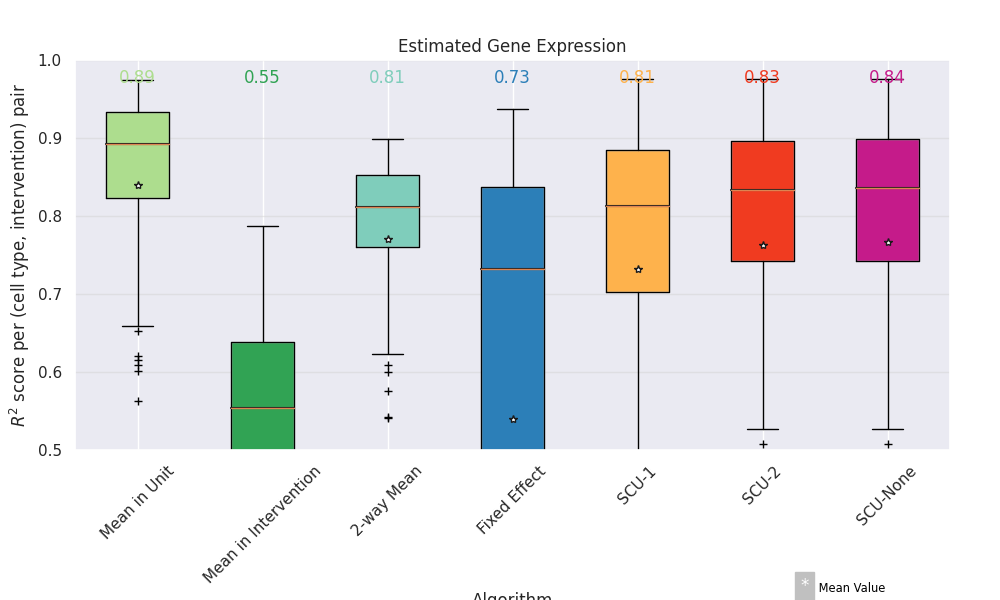 Estimated Gene Expression
1.0
0.9
0.8
0.7
0.6
0.5
R² score per (cell type, intervention) pair
0.89
0.55
0.81
0.73
0.81
0.83
0.84
Mean in Unit
Mean in Intervention
2-way Mean
Fixed Effect
SCU-1
SCU-2
SCU-None
Algorithm
* Mean Value